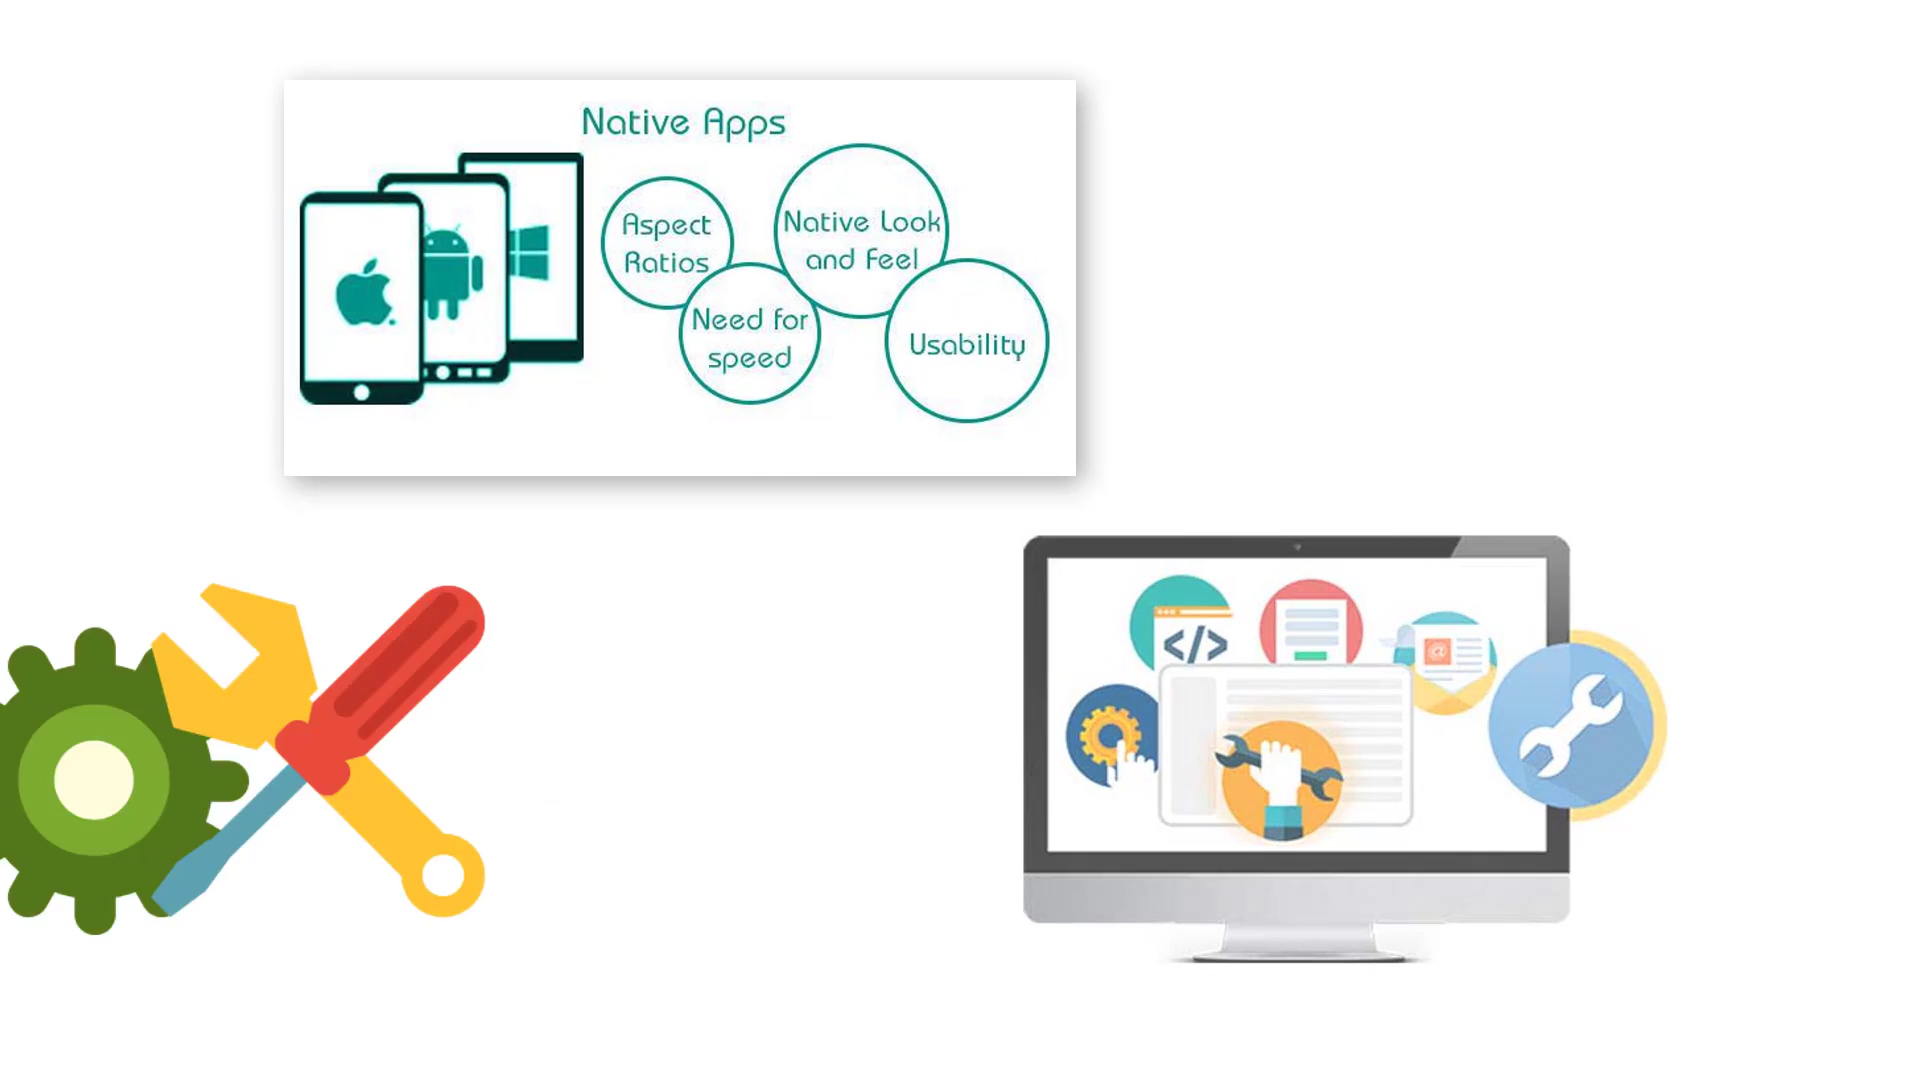 Native Apps
Aspect
Ratios
Native Look
and Feel
Need for
speed
Usability
</>
@